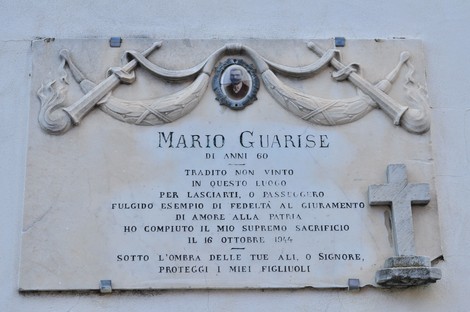 MARIO GUARISE
DI ANNI 60
TRADITO NON VINTO
IN QUESTO LUOGO
PER LASCIARTI, O PASSEGGERO
FULGIDO ESEMPIO DI FEDELTÁ AL GIURAMENTO
DI AMORE ALLA PATRIA
HO COMPIUTO IL MIO SUPREMO SACRIFICIO
IL 16 OTTOBRE 1944
SOTTO L'OMBRA DELLE TUE ALI, O SIGNORE,
PROTEGGI I MIEI FIGLIUOLI